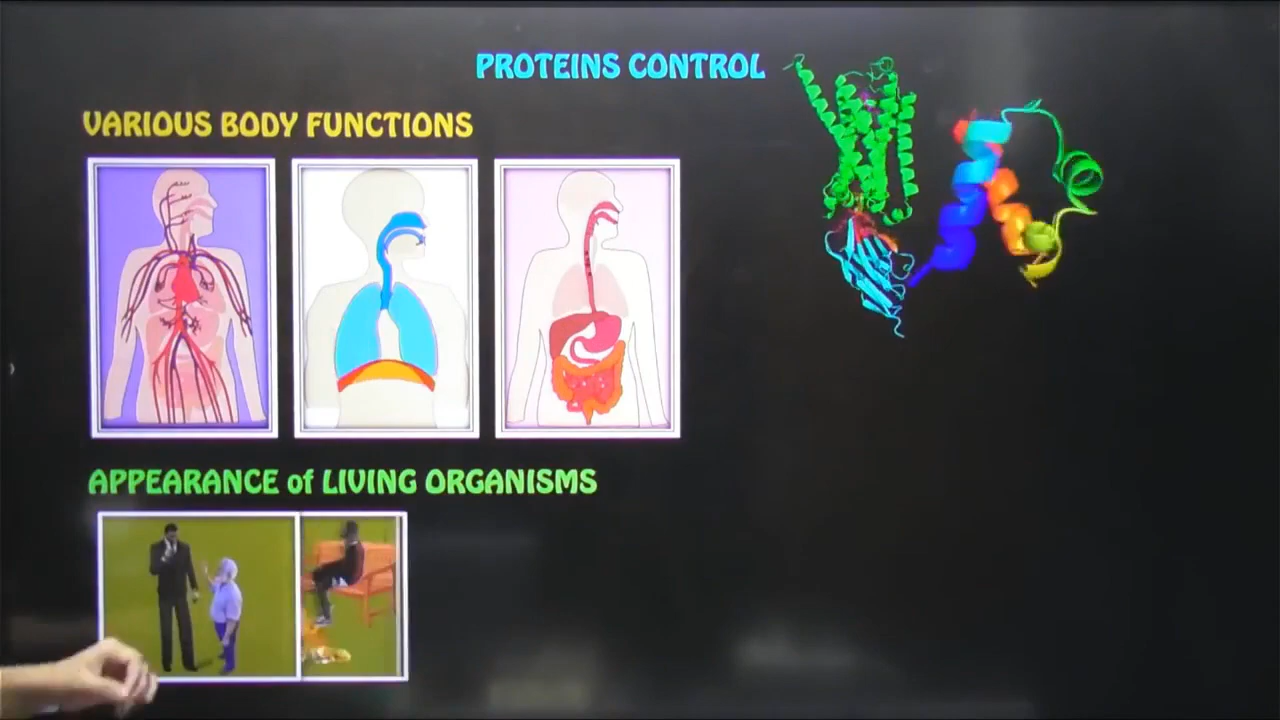 PROTEINS CONTROL
VARIOUS BODY FUNCTIONS
APPEARANCE of LIVING ORGANISMS